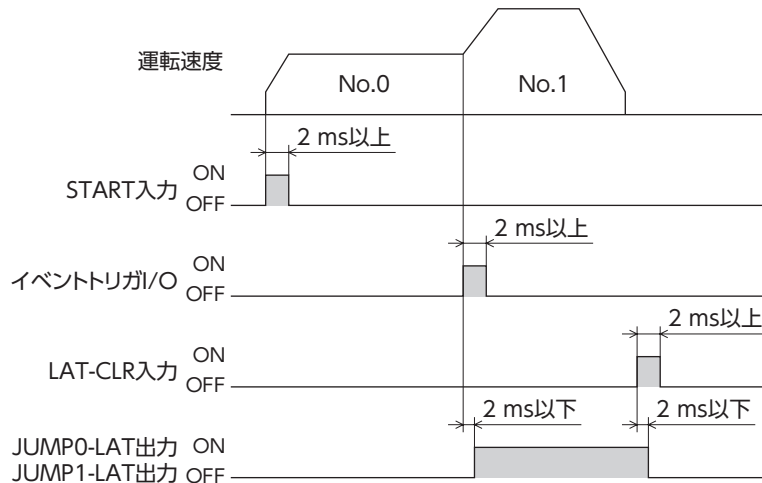 運転速度
No.0
No.1
2 ms以上
START入力
ON
OFF
2 ms以上
イベントトリガI/O
ON
OFF
2 ms以上
LAT-CLR入力
ON
OFF
2 ms以下
2 ms以下
JUMP0-LAT出力 ON
JUMP1-LAT出力 OFF